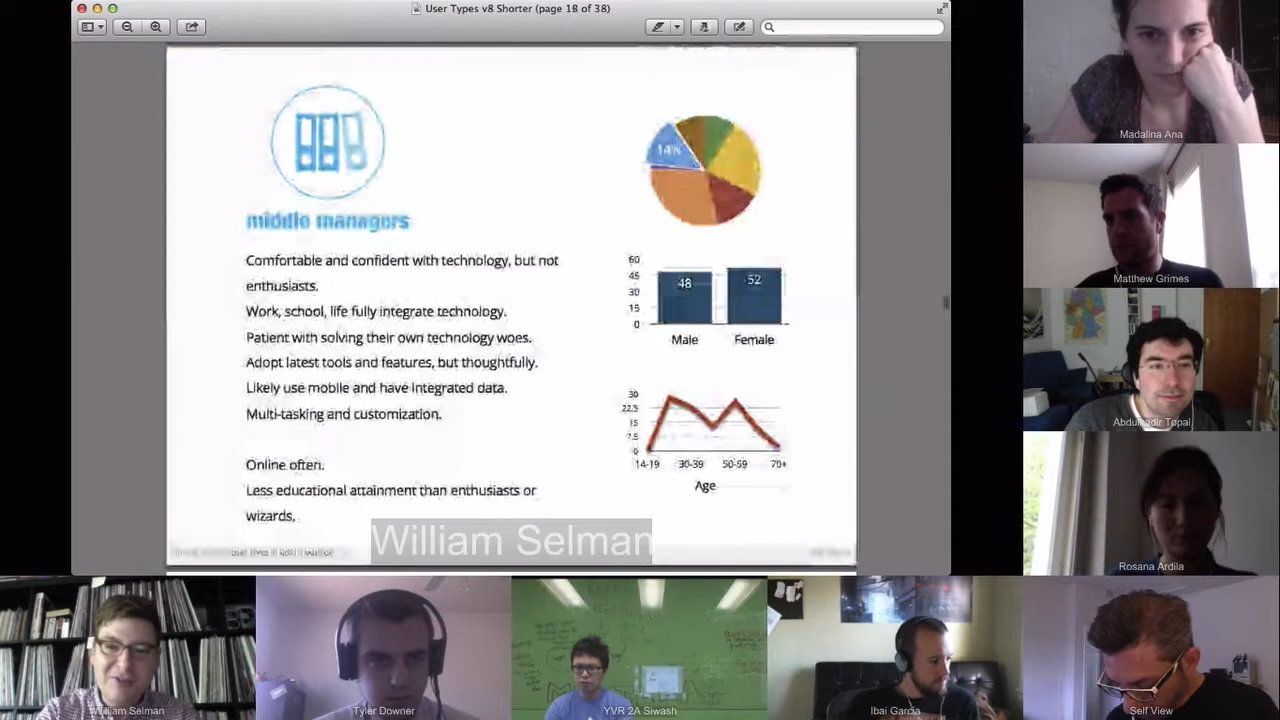 User Types v8 Shorter (page 18 of 38)
middle managers
Comfortable and confident with technology, but not
enthusiasts.
Work, school, life fully integrate technology.
Patient with solving their own technology woes.
Adopt latest tools and features, but thoughtfully.
Likely use mobile and have integrated data.
Multi-tasking and customization.
Online often.
Less educational attainment than enthusiasts or
wizards.
14%
60
45
30
15
0
48
52
Male
Female
30
22.5
15
7.5
0
14-19
30-39
50-59
70+
Age
William Selman
Madalina Ana
Matthew Grimes
Abdulkadir Topal
Rosana Ardila
William Selman
Tyler Downer
YVR 2A Siwash
Ibai Garcia
Self View